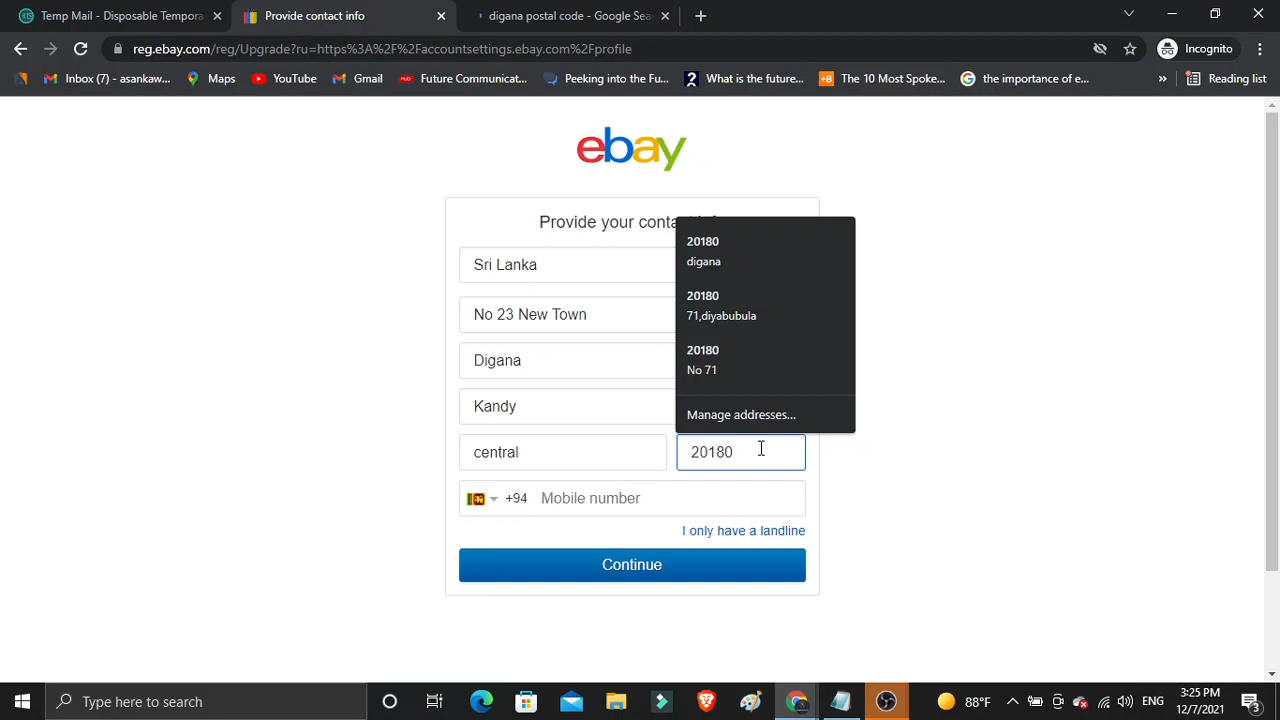 Temp Mail - Disposable Tempora
Provide contact info
digana postal code - Google Sea
reg.ebay.com/reg/Upgrade?ru=https%3A%2F%2Faccountsettings.ebay.com%2Fprofile
Incognito
Inbox (7) - asankaw...
Maps
YouTube
Gmail
Future Communicat...
Peeking into the Fu...
What is the future...
The 10 Most Spoke...
the importance of e...
»
Reading list
ebay
Provide your conta
Sri Lanka
No 23 New Town
Digana
Kandy
central
20180
20180
digana
20180
71,diyabubula
20180
No 71
Manage addresses...
+94 Mobile number
I only have a landline
Continue
Type here to search
88°F
ENG
3:25 PM
12/7/2021
3